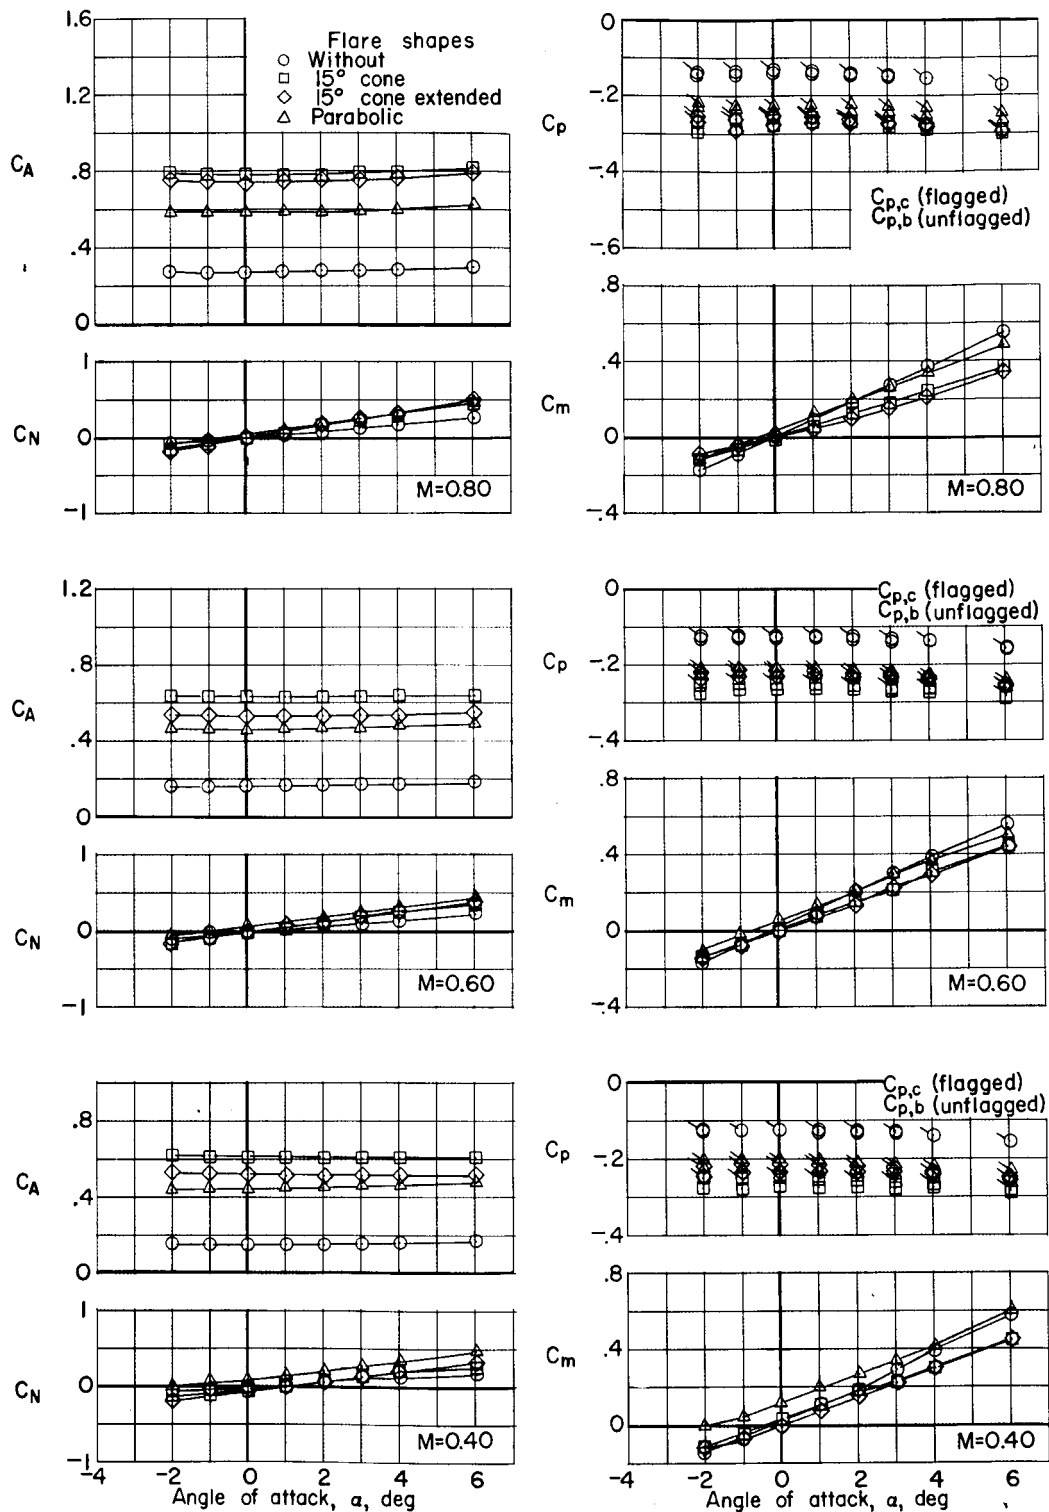 1.6
1.2
C_A .8
.4
0
Flare shapes
○ Without
□ 15° cone
◇ 15° cone extended
△ Parabolic
1
C_N 0
-1
M=0.80
0
-.2
C_p
-.4
-.6
C_p,c (flagged)
C_p,b (unflagged)
.8
.4
C_m
0
-.4
M=0.80
1.2
.8
C_A
.4
0
1
0
C_N
-1
M=0.60
0
C_p
-.2
-.4
C_p,c (flagged)
C_p,b (unflagged)
.8
.4
C_m
0
-.4
M=0.60
.8
C_A
.4
0
1
0
C_N
-1
M=0.40
-4 -2 0 2 4 6
Angle of attack, α, deg
0
C_p
-.2
-.4
C_p,c (flagged)
C_p,b (unflagged)
.8
C_m
.4
0
-.4
M=0.40
-4 -2 0 2 4 6
Angle of attack, α, deg